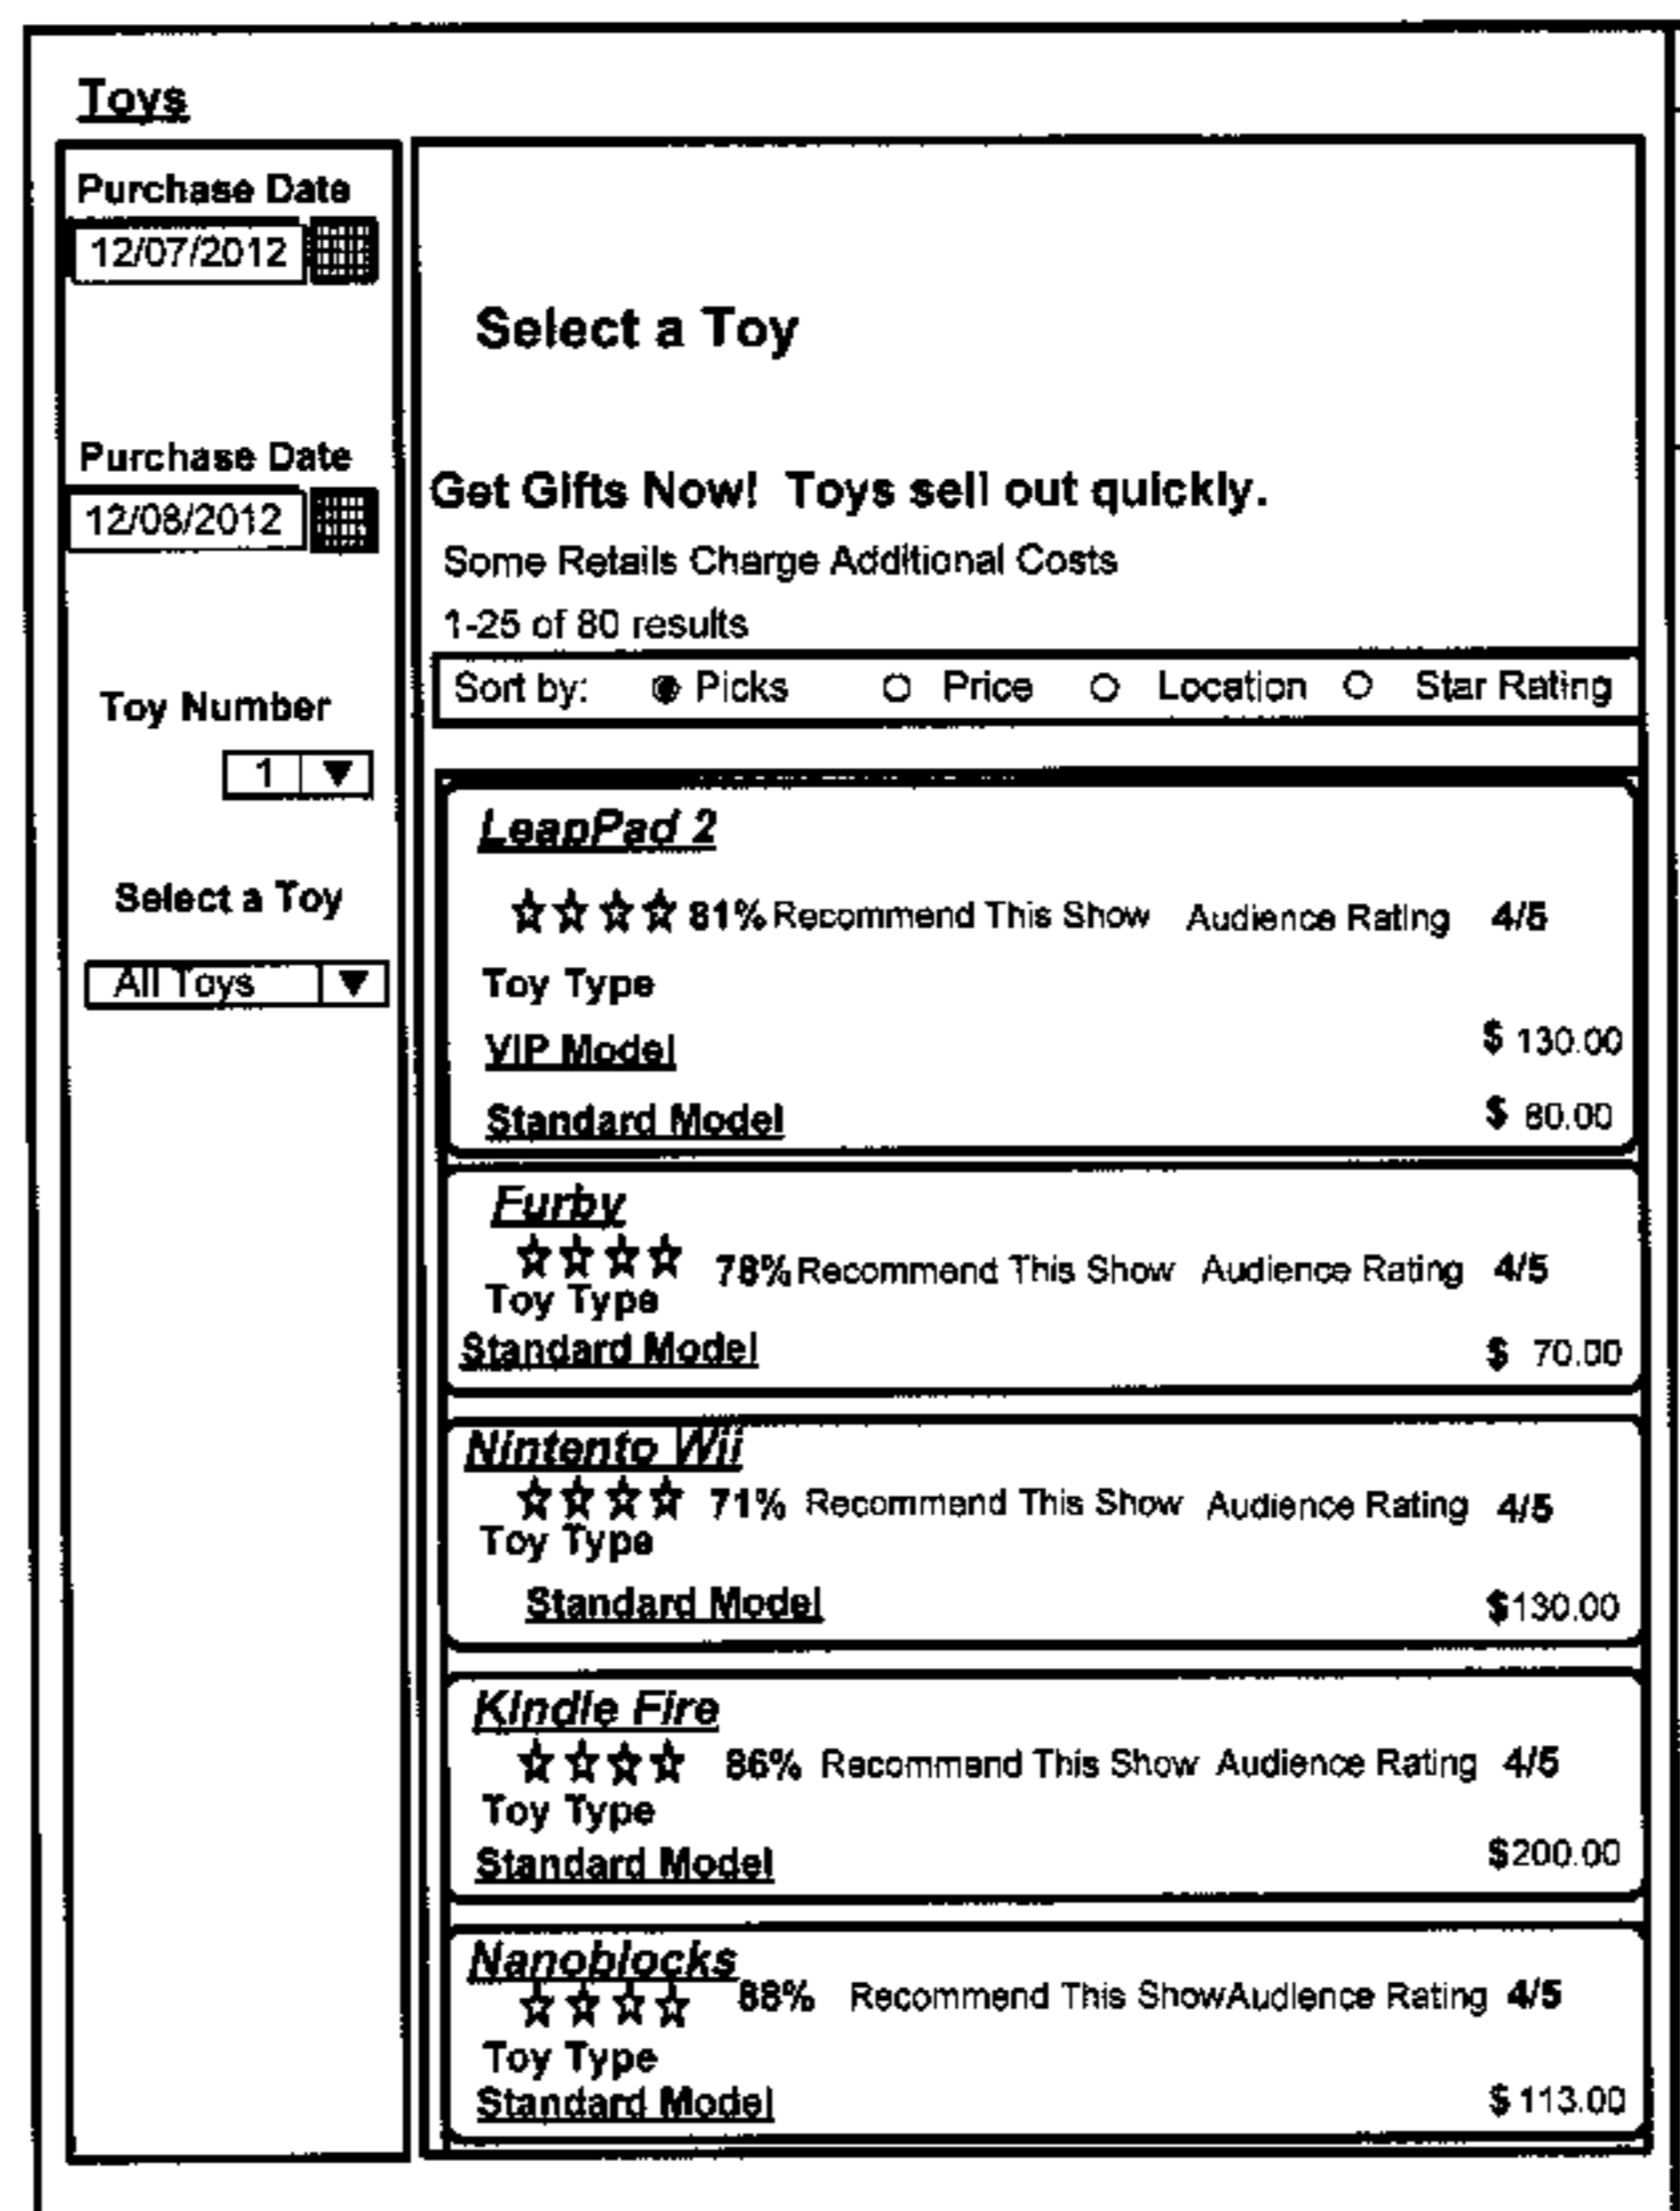 Toys
Purchase Date
12/07/2012
Purchase Date
12/08/2012
Toy Number
1
Select a Toy
All Toys
Select a Toy
Get Gifts Now! Toys sell out quickly.
Some Retails Charge Additional Costs
1-25 of 80 results
Sort by: Picks Price Location Star Rating
LeapPad 2
81% Recommend This Show Audience Rating 4/5
Toy Type
VIP Model $ 130.00
Standard Model $ 80.00
Furby
78% Recommend This Show Audience Rating 4/5
Toy Type
Standard Model $ 70.00
Nintento Wii
71% Recommend This Show Audience Rating 4/5
Toy Type
Standard Model $130.00
Kindle Fire
86% Recommend This Show Audience Rating 4/5
Toy Type
Standard Model $200.00
Nanoblocks
88% Recommend This Show Audience Rating 4/5
Toy Type
Standard Model $ 113.00